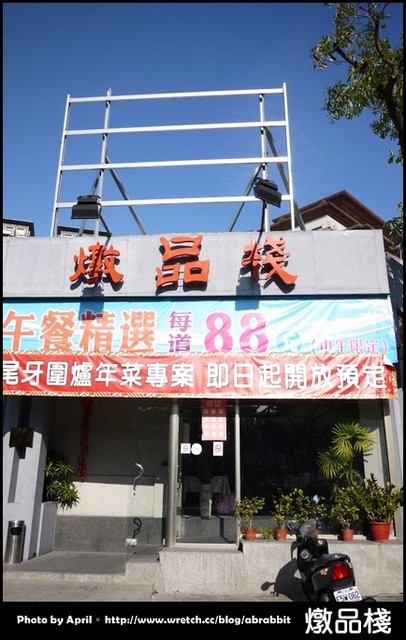 燉品棧
午餐精選 每道 88元 (中午限定)
尾牙圍爐年菜專案 即日起開放預定
Photo by April。http://www.wretch.cc/blog/abrabbit 燉品棧